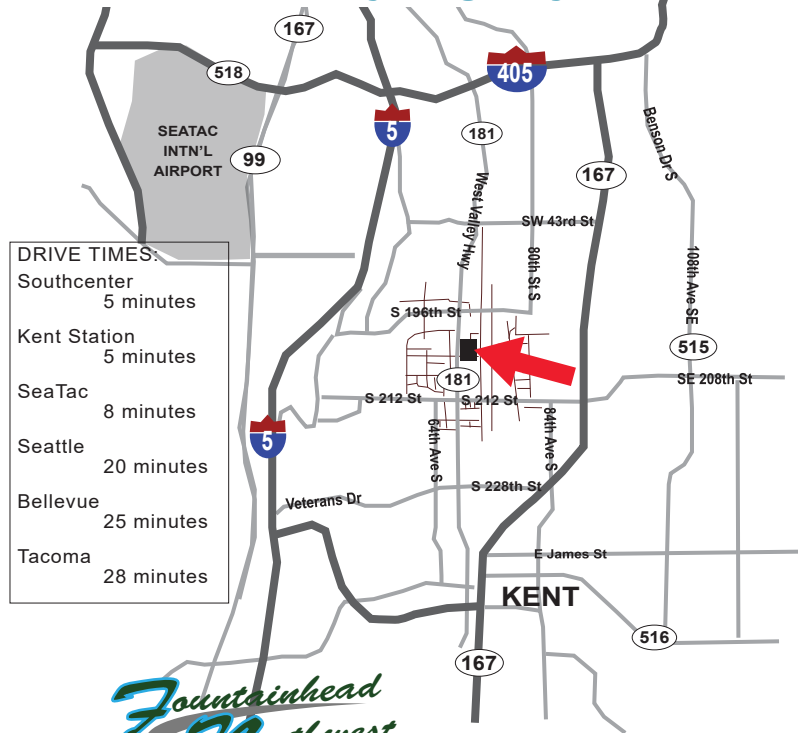 167
518
405
5
181
SEATAC
INTN'L
AIRPORT
99
167
Benson Dr S
West Valley Hwy
SW 43rd St
80th St S
108th Ave SE
DRIVE TIMES:
Southcenter
5 minutes
Kent Station
5 minutes
SeaTac
8 minutes
Seattle
20 minutes
Bellevue
25 minutes
Tacoma
28 minutes
S 196th St
515
181
SE 208th St
S 212 St
S 212 St
5
64th Ave S
84th Ave S
S 228th St
Veterans Dr
E James St
KENT
516
167
Fountainhead
Northwest